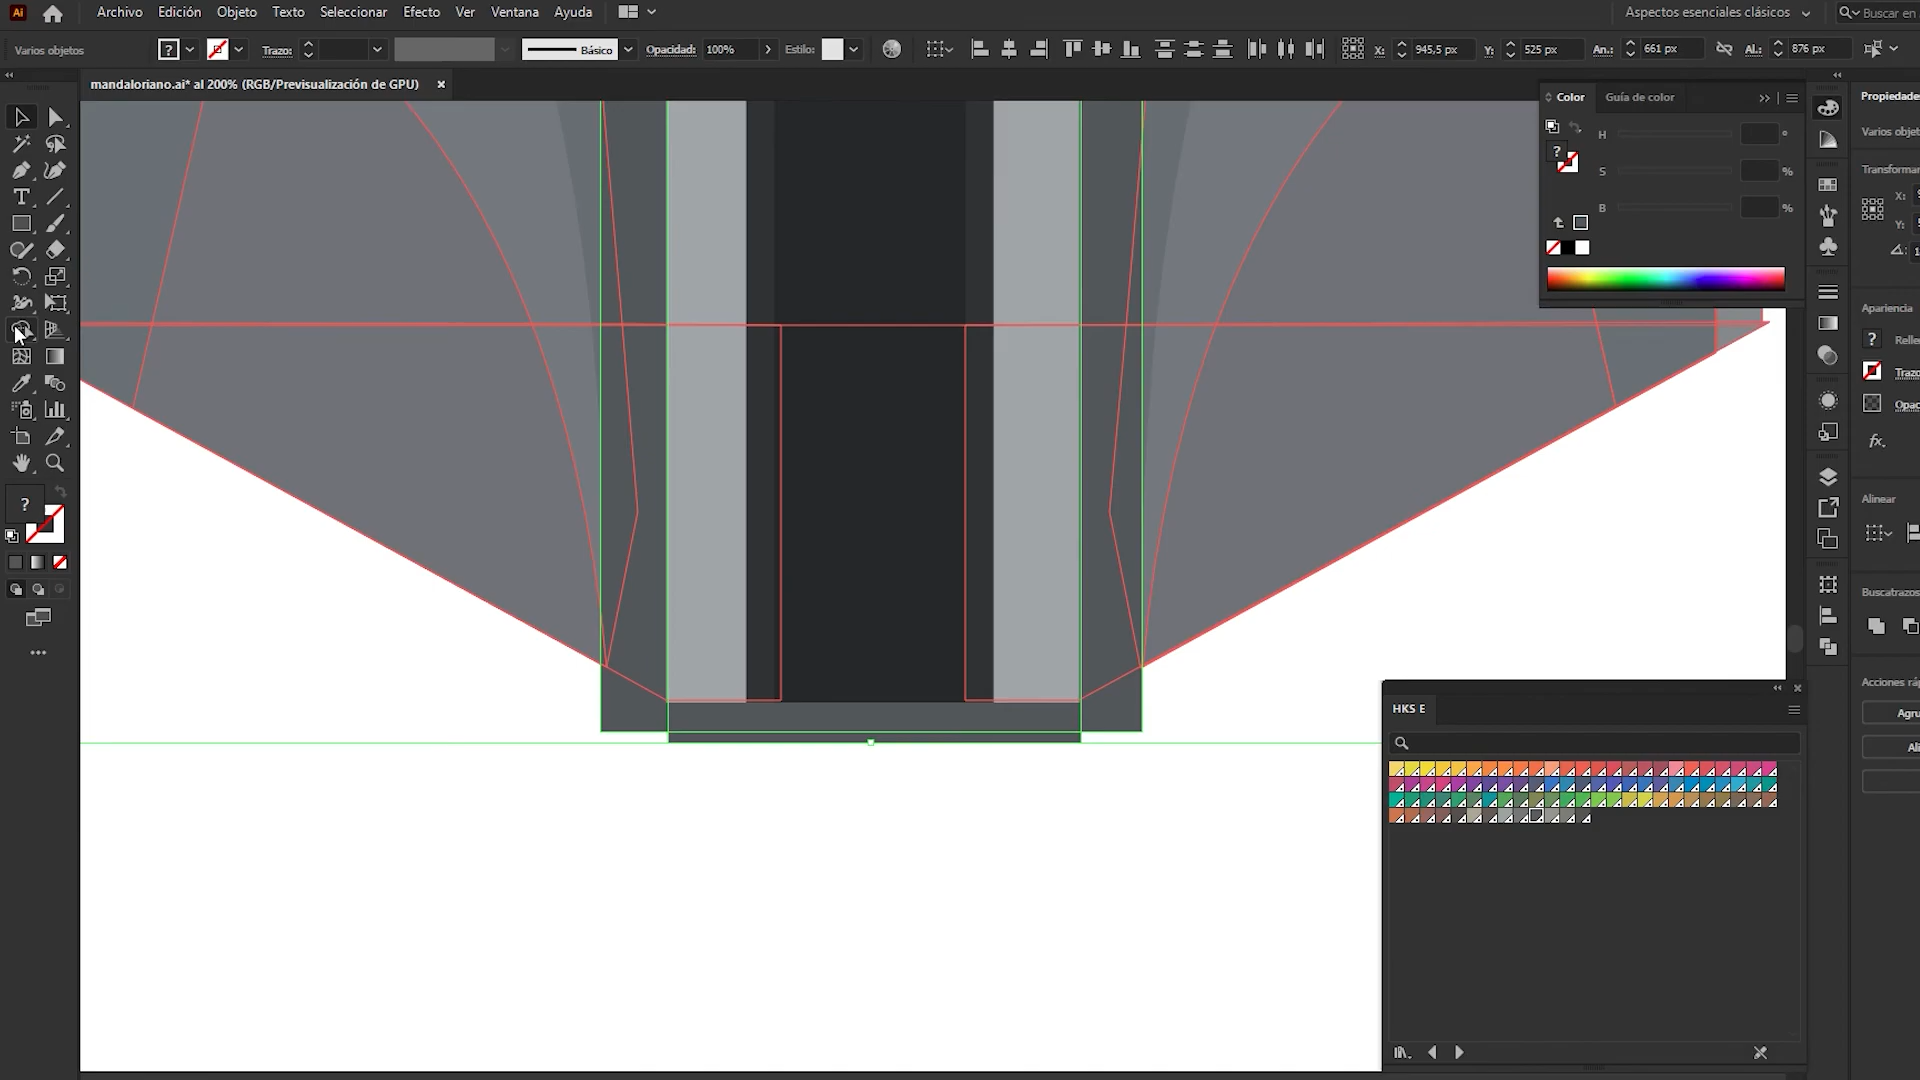 Ai Archivo Edición Objeto Texto Seleccionar Efecto Ver Ventana Ayuda Aspectos esenciales clásicos Buscar en
Varios objetos ? Trazo: Básico Opacidad: 100% Estilo: X: 945,5 px Y: 525 px An.: 661 px Al.: 876 px
mandaloriano.ai* al 200% (RGB/Previsualización de GPU)
Color Guía de color
Propiedades
H °
Varios objet
? S %
Transformar
X:
B %
Y:
Apariencia
? Relle
Trazo
Opac
fx
?
Alinear
Buscatrazos
Acciones ráp
HKS E
Agru
Ali